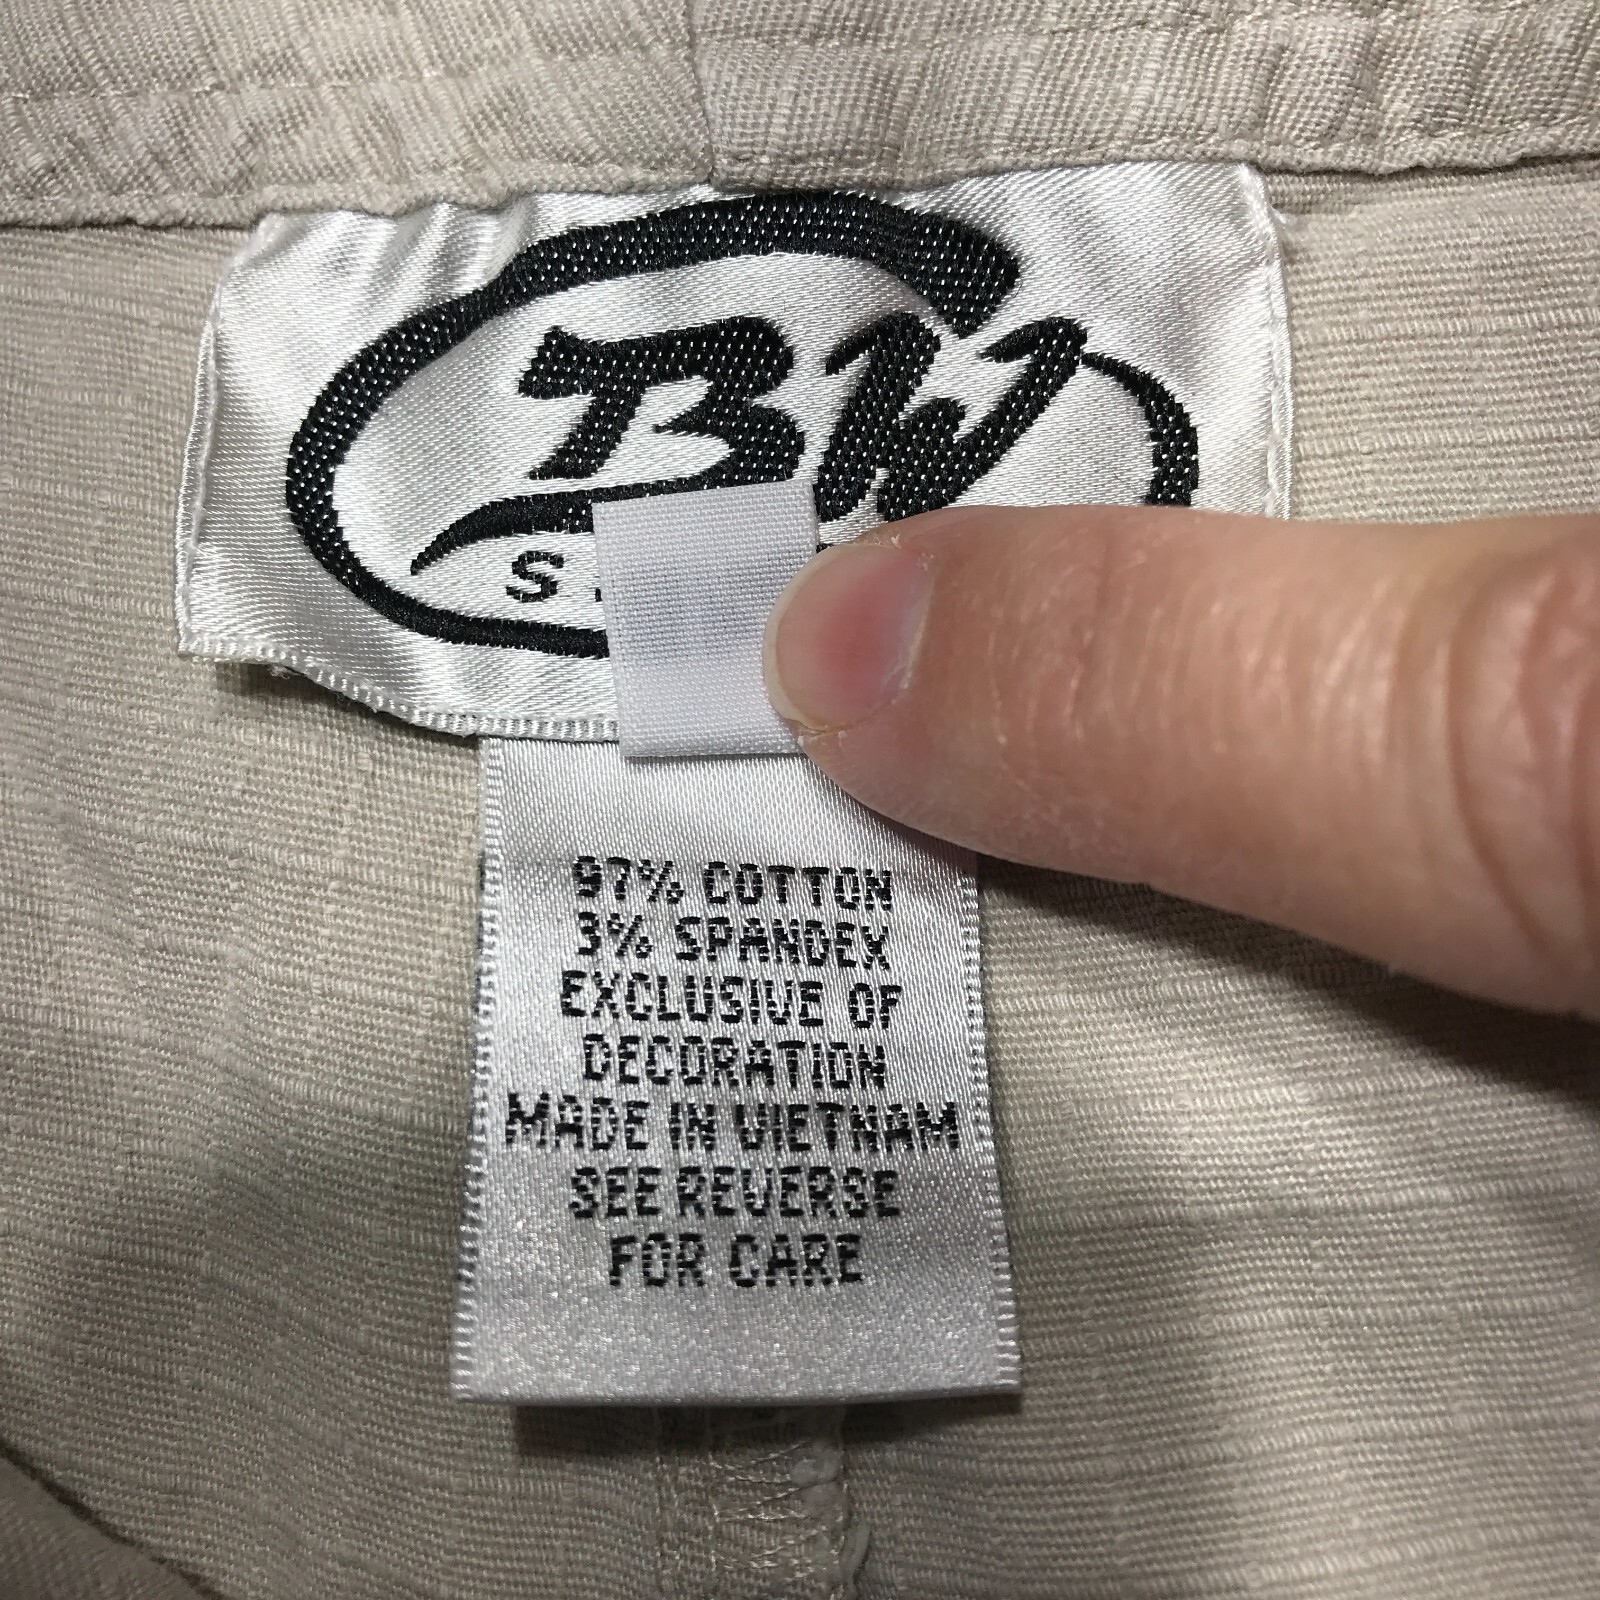 BW
97% COTTON
3% SPANDEX
EXCLUSIVE OF
DECORATION
MADE IN VIETNAM
SEE REVERSE
FOR CARE